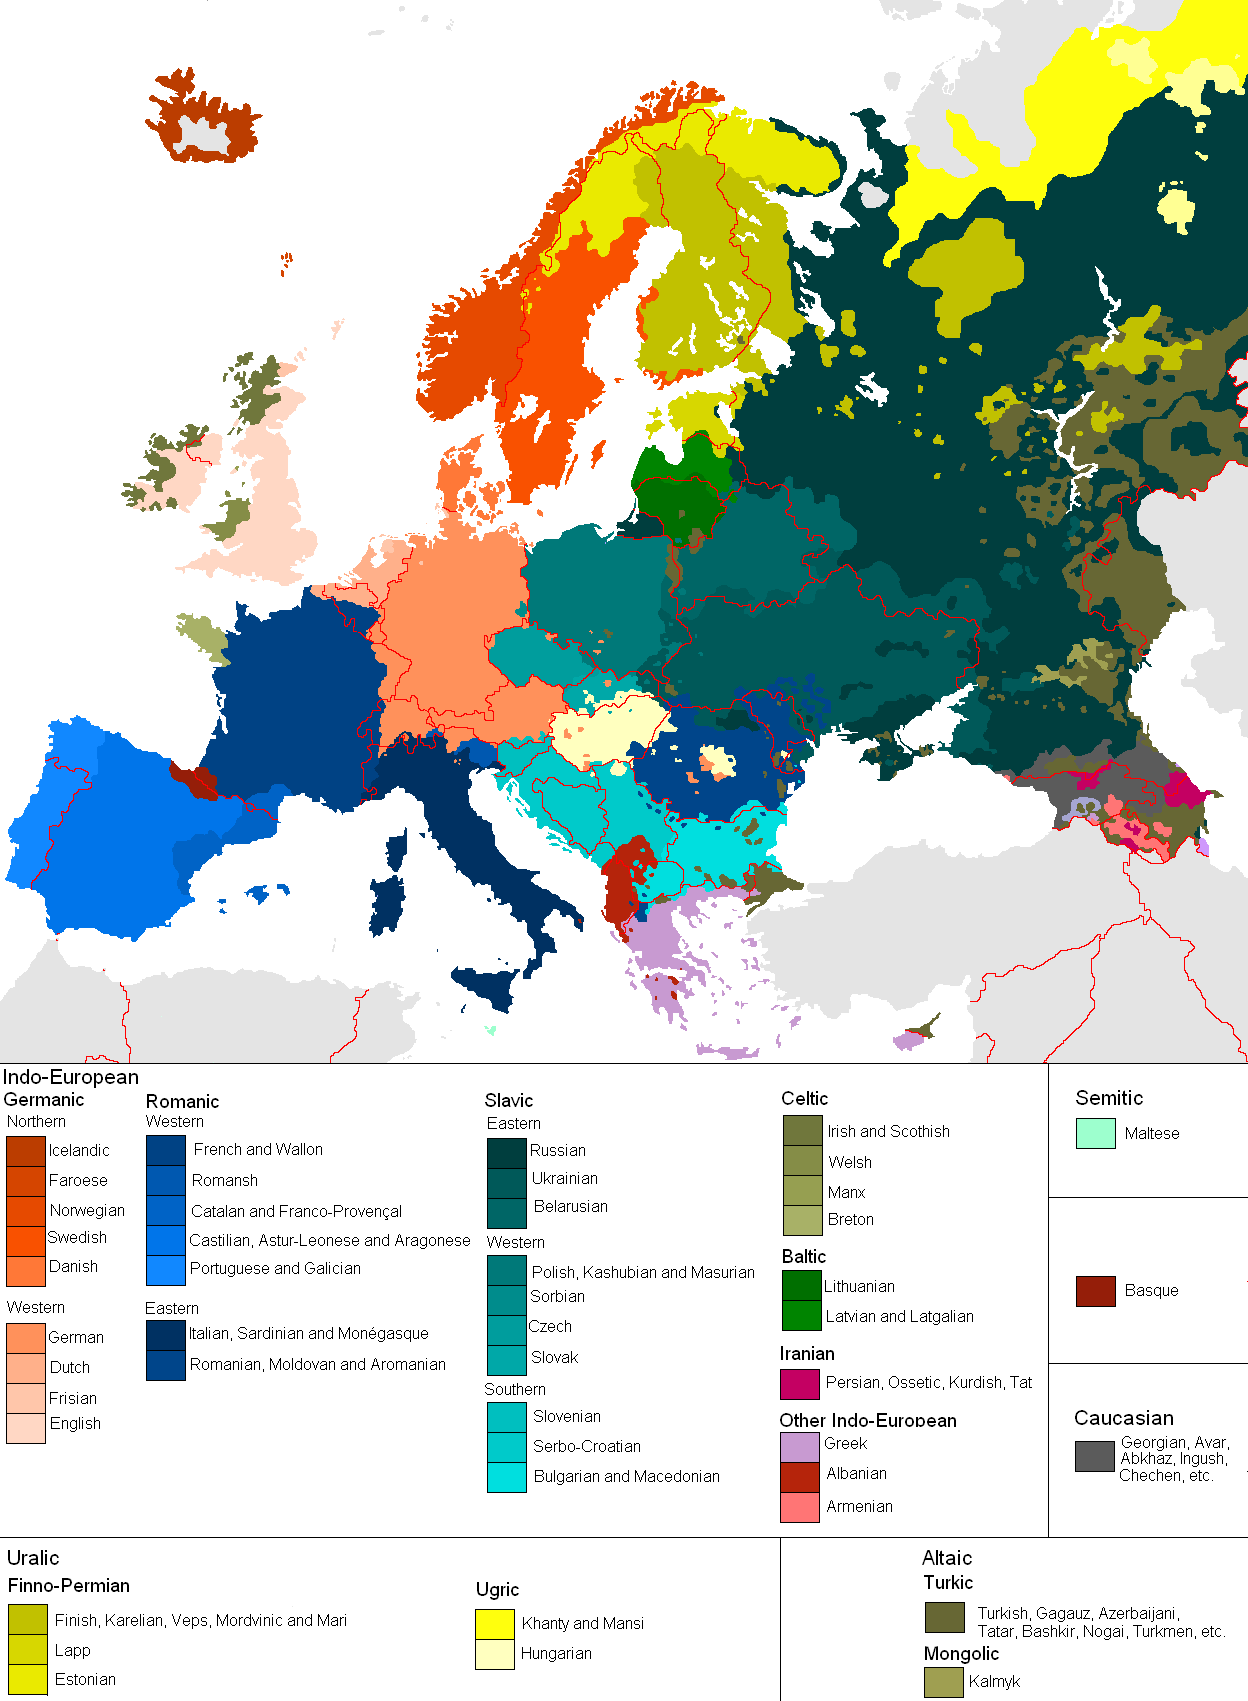 Indo-European
Germanic
Northern
Icelandic
Faroese
Norwegian
Swedish
Danish
Western
German
Dutch
Frisian
English
Romanic
Western
French and Wallon
Romansh
Catalan and Franco-Provençal
Castilian, Astur-Leonese and Aragonese
Portuguese and Galician
Eastern
Italian, Sardinian and Monégasque
Romanian, Moldovan and Aromanian
Slavic
Eastern
Russian
Ukrainian
Belarusian
Western
Polish, Kashubian and Masurian
Sorbian
Czech
Slovak
Southern
Slovenian
Serbo-Croatian
Bulgarian and Macedonian
Celtic
Irish and Scothish
Welsh
Manx
Breton
Baltic
Lithuanian
Latvian and Latgalian
Iranian
Persian, Ossetic, Kurdish, Tat
Other Indo-European
Greek
Albanian
Armenian
Semitic
Maltese
Basque
Caucasian
Georgian, Avar,
Abkhaz, Ingush,
Chechen, etc.
Uralic
Finno-Permian
Finish, Karelian, Veps, Mordvinic and Mari
Lapp
Estonian
Ugric
Khanty and Mansi
Hungarian
Altaic
Turkic
Turkish, Gagauz, Azerbaijani,
Tatar, Bashkir, Nogai, Turkmen, etc.
Mongolic
Kalmyk